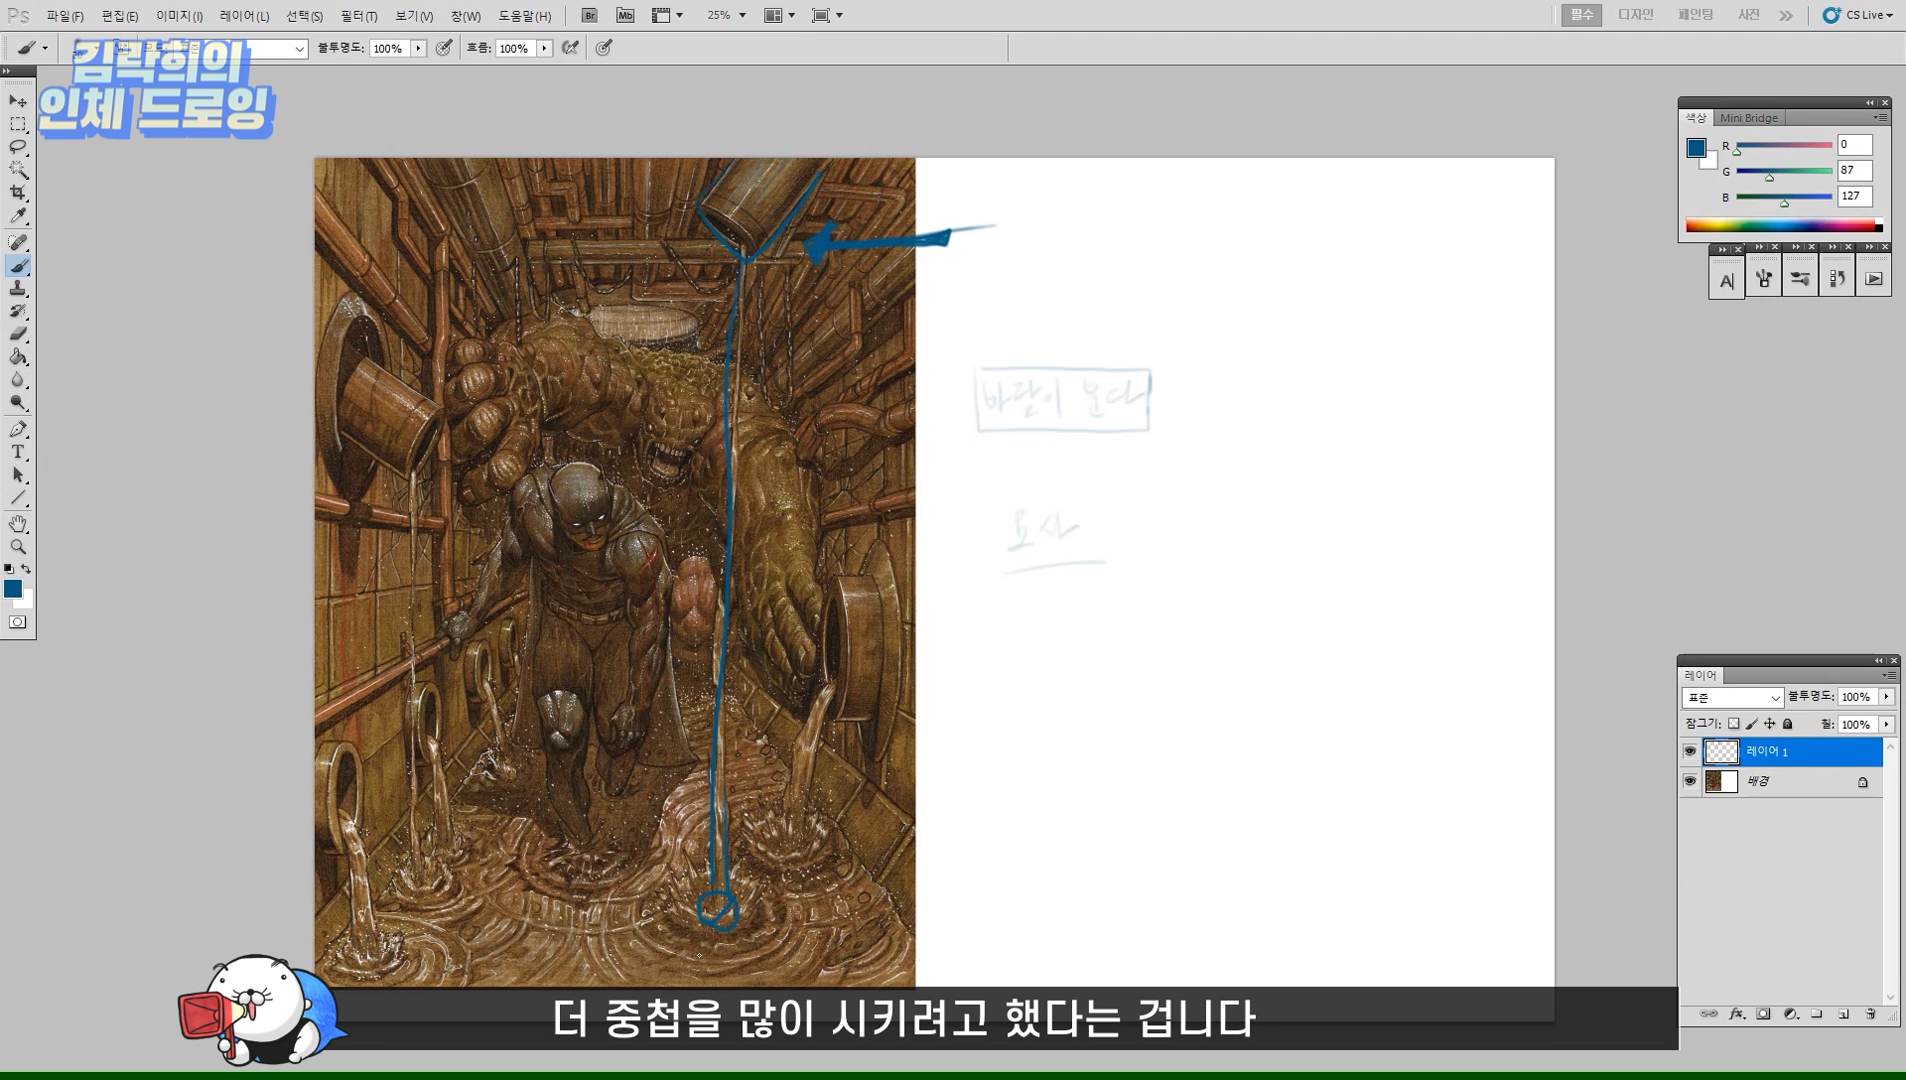 Ps 파일(F) 편집(E) 이미지(I) 레이어(L) 선택(S) 필터(T) 보기(V) 창(W) 도움말(H) Br Mb 25% 필수 디자인 페인팅 사진 CS Live
불투명도: 100% 흐름: 100%
김락희의
인체 드로잉
색상 Mini Bridge
R 0
G 87
B 127
바람이 분다
묘사
레이어
표준 불투명도: 100%
잠그기: 칠: 100%
레이어 1
배경
fx
더 중첩을 많이 시키려고 했다는 겁니다